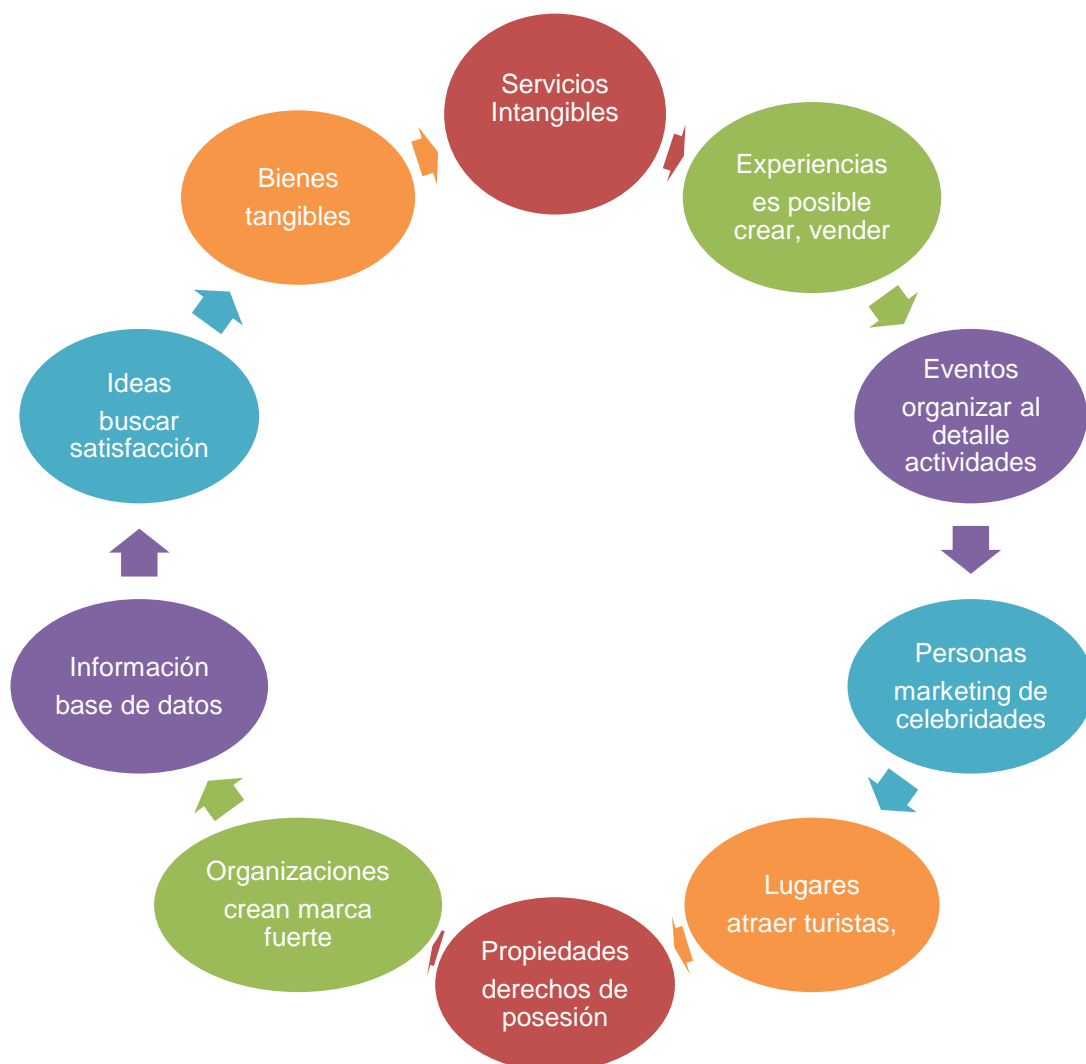 Servicios
Intangibles
Experiencias
es posible
crear, vender
Eventos
organizar al
detalle
actividades
Personas
marketing de
celebridades
Lugares
atraer turistas,
Propiedades
derechos de
posesión
Organizaciones
crean marca
fuerte
Información
base de datos
Ideas
buscar
satisfacción
Bienes
tangibles